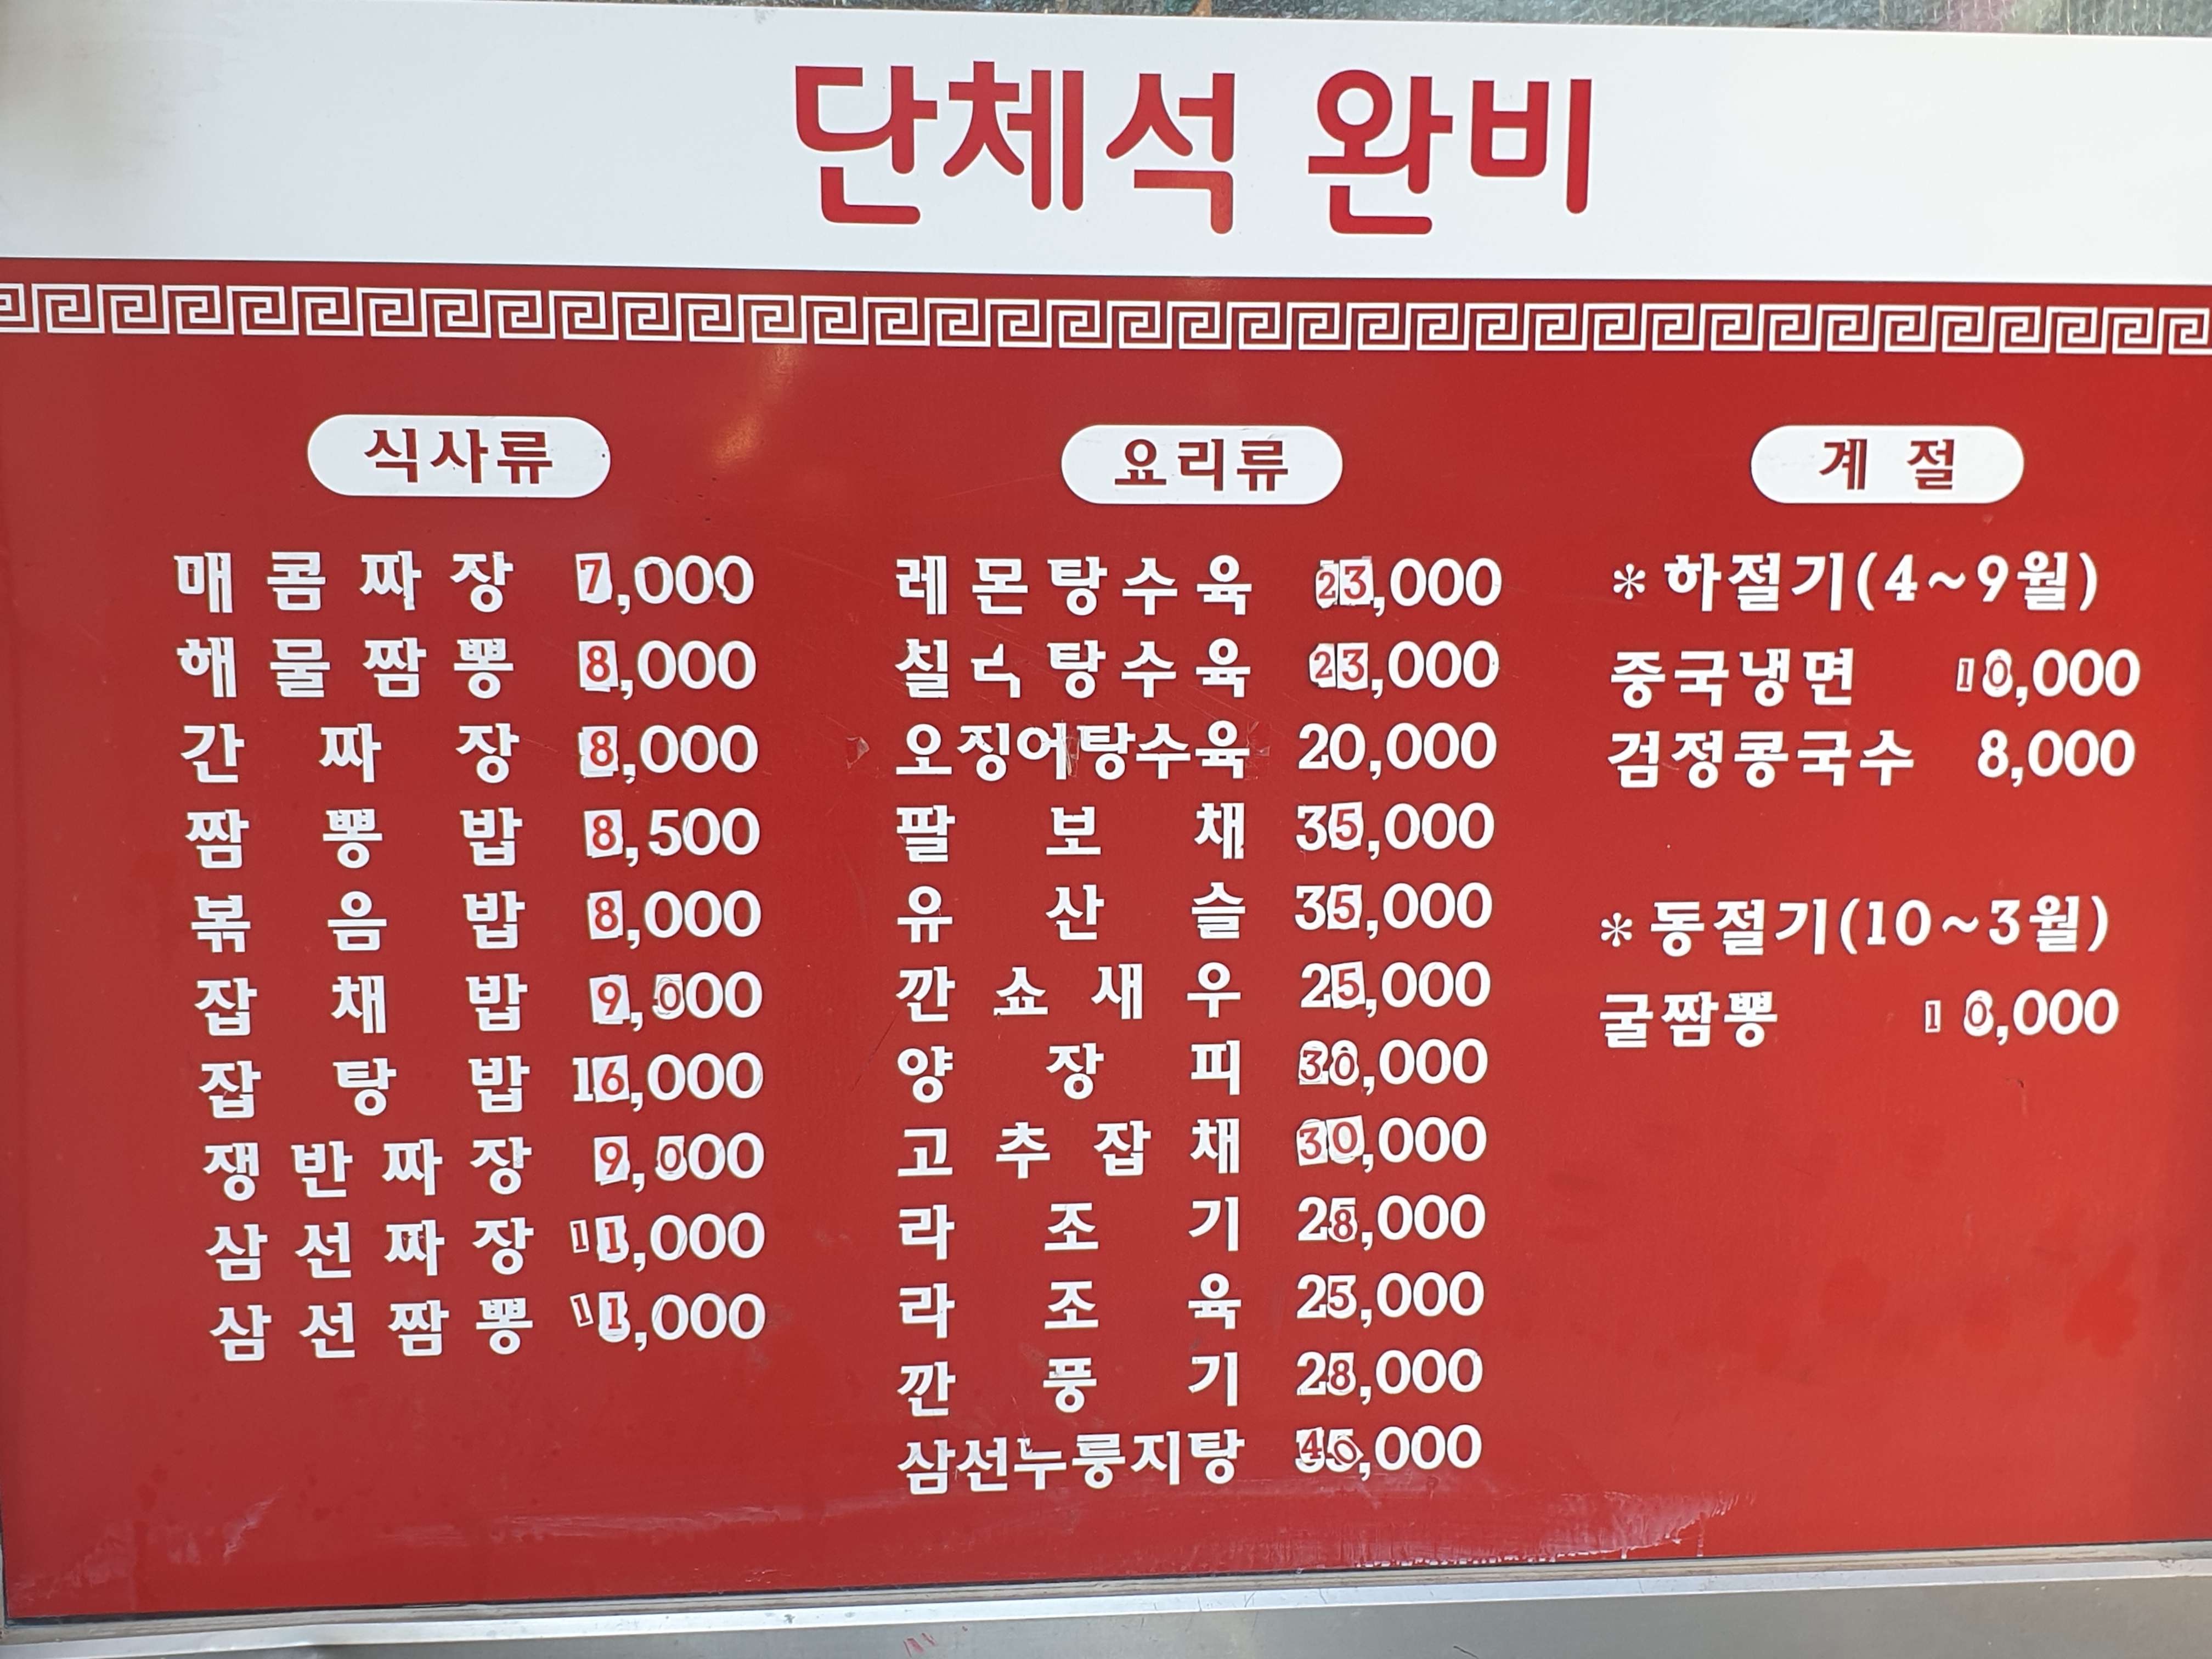 단체석 완비
식사류
매콤짜장 7,000
해물짬뽕 8,000
간짜장 8,000
짬뽕밥 8,500
볶음밥 8,000
잡채밥 9,000
잡탕밥 16,000
쟁반짜장 9,000
삼선짜장 11,000
삼선짬뽕 11,000
요리류
레몬탕수육 23,000
탕수육 23,000
오징어탕수육 20,000
팔보채 35,000
유산슬 35,000
깐쇼새우 25,000
양장피 30,000
고추잡채 30,000
라조기 28,000
라조육 25,000
깐풍기 28,000
삼선누룽지탕 40,000
계절
*하절기(4~9월)
중국냉면 10,000
검정콩국수 8,000
*동절기(10~3월)
굴짬뽕 10,000